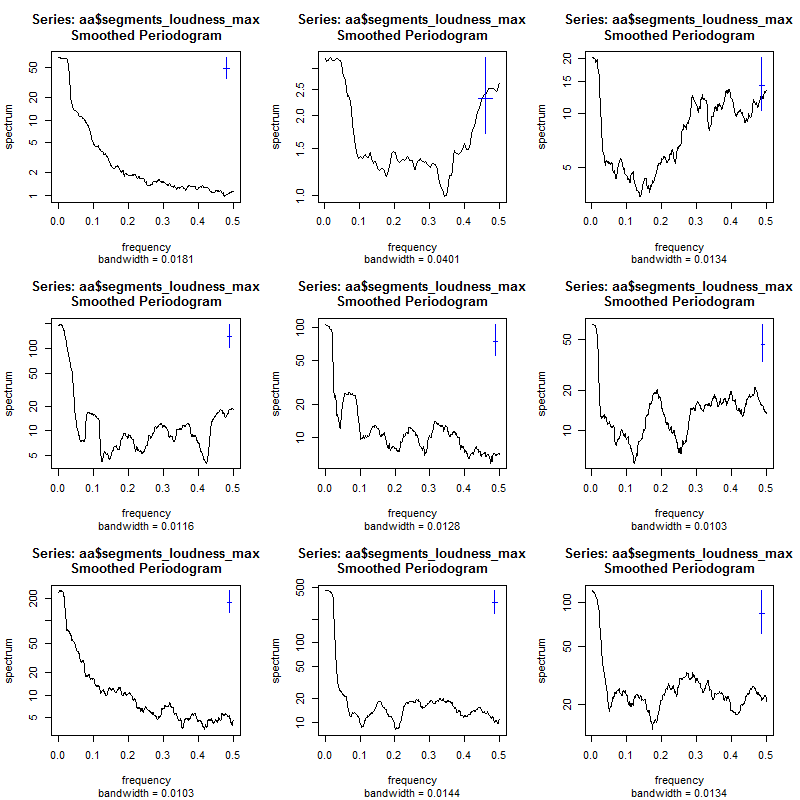 Series: aa$segments_loudness_max
Smoothed Periodogram
spectrum
50
20
10
5
2
1
0.0 0.1 0.2 0.3 0.4 0.5
frequency
bandwidth = 0.0181
Series: aa$segments_loudness_max
Smoothed Periodogram
spectrum
2.5
2.0
1.5
1.0
0.0 0.1 0.2 0.3 0.4 0.5
frequency
bandwidth = 0.0401
Series: aa$segments_loudness_max
Smoothed Periodogram
spectrum
20
15
10
5
0.0 0.1 0.2 0.3 0.4 0.5
frequency
bandwidth = 0.0134
Series: aa$segments_loudness_max
Smoothed Periodogram
spectrum
100
50
20
10
5
0.0 0.1 0.2 0.3 0.4 0.5
frequency
bandwidth = 0.0116
Series: aa$segments_loudness_max
Smoothed Periodogram
spectrum
100
50
20
10
0.0 0.1 0.2 0.3 0.4 0.5
frequency
bandwidth = 0.0128
Series: aa$segments_loudness_max
Smoothed Periodogram
spectrum
50
20
10
0.0 0.1 0.2 0.3 0.4 0.5
frequency
bandwidth = 0.0103
Series: aa$segments_loudness_max
Smoothed Periodogram
spectrum
200
50
20
10
5
0.0 0.1 0.2 0.3 0.4 0.5
frequency
bandwidth = 0.0103
Series: aa$segments_loudness_max
Smoothed Periodogram
spectrum
500
100
50
20
10
0.0 0.1 0.2 0.3 0.4 0.5
frequency
bandwidth = 0.0144
Series: aa$segments_loudness_max
Smoothed Periodogram
spectrum
100
50
20
0.0 0.1 0.2 0.3 0.4 0.5
frequency
bandwidth = 0.0134